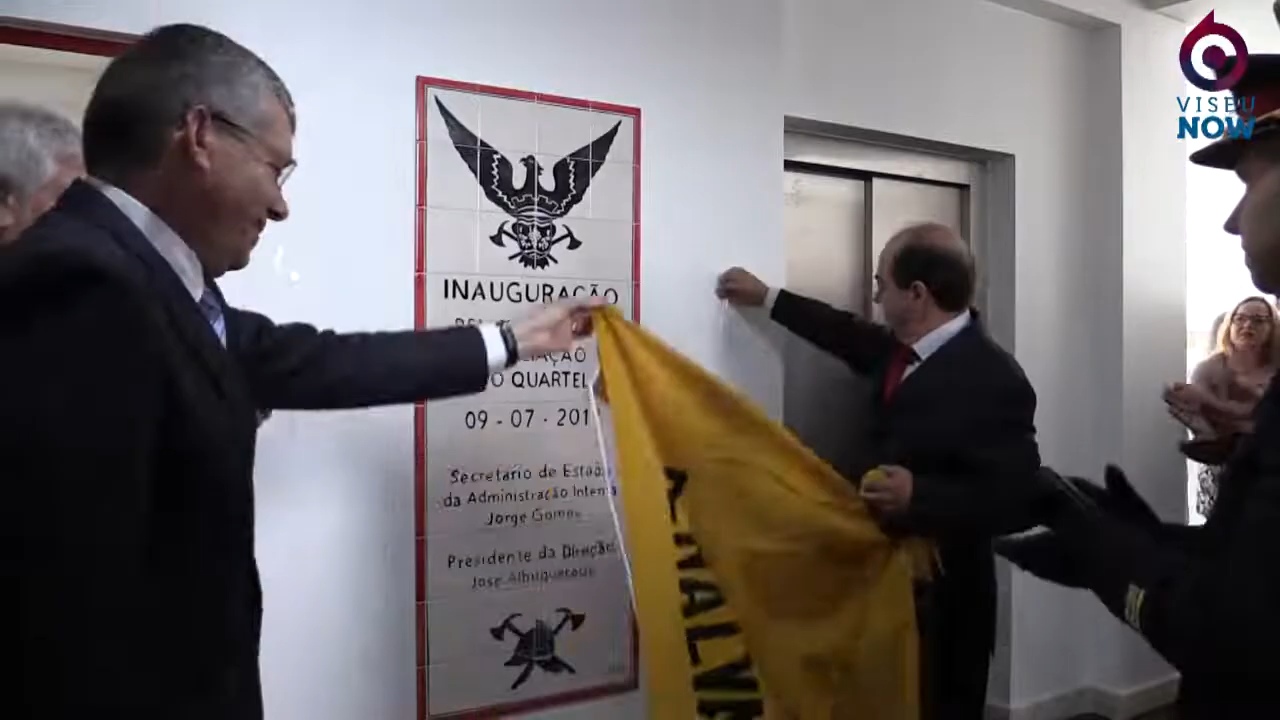 VISEU
NOW
INAUGURAÇÃO
QUARTEL
09 - 07 - 201
Secretário de Estado
da Administração Interna
Jorge Gomes
Presidente da Direção
José Albuquerque